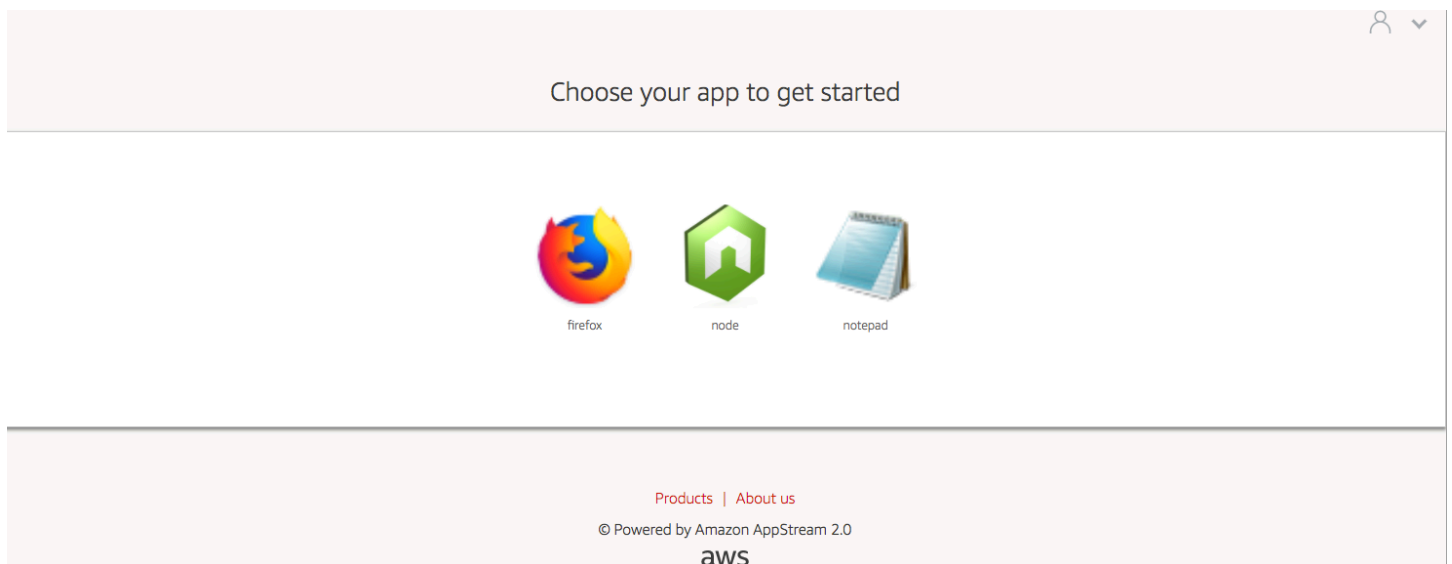 Choose your app to get started
firefox node notepad
Products | About us
© Powered by Amazon AppStream 2.0
aws